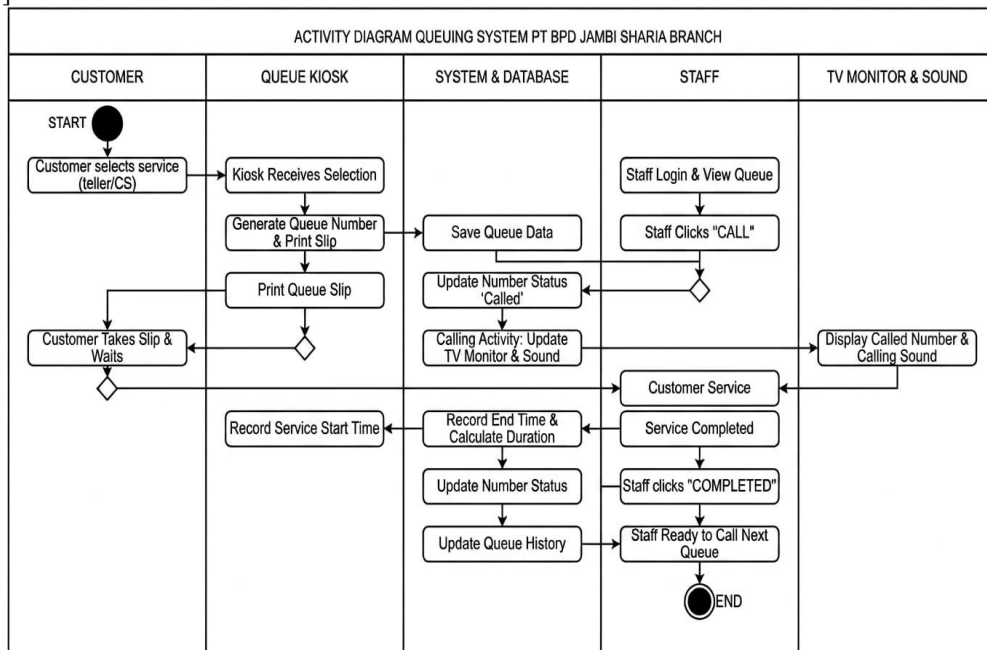 ]
ACTIVITY DIAGRAM QUEUING SYSTEM PT BPD JAMBI SHARIA BRANCH
CUSTOMER
QUEUE KIOSK
SYSTEM & DATABASE
STAFF
TV MONITOR & SOUND
START
Customer selects service
(teller/CS)
Kiosk Receives Selection
Staff Login & View Queue
Generate Queue Number
& Print Slip
Save Queue Data
Staff Clicks "CALL"
Print Queue Slip
Update Number Status
'Called'
Customer Takes Slip &
Waits
Calling Activity: Update
TV Monitor & Sound
Display Called Number &
Calling Sound
Customer Service
Record Service Start Time
Record End Time &
Calculate Duration
Service Completed
Update Number Status
Staff clicks "COMPLETED"
Update Queue History
Staff Ready to Call Next
Queue
END